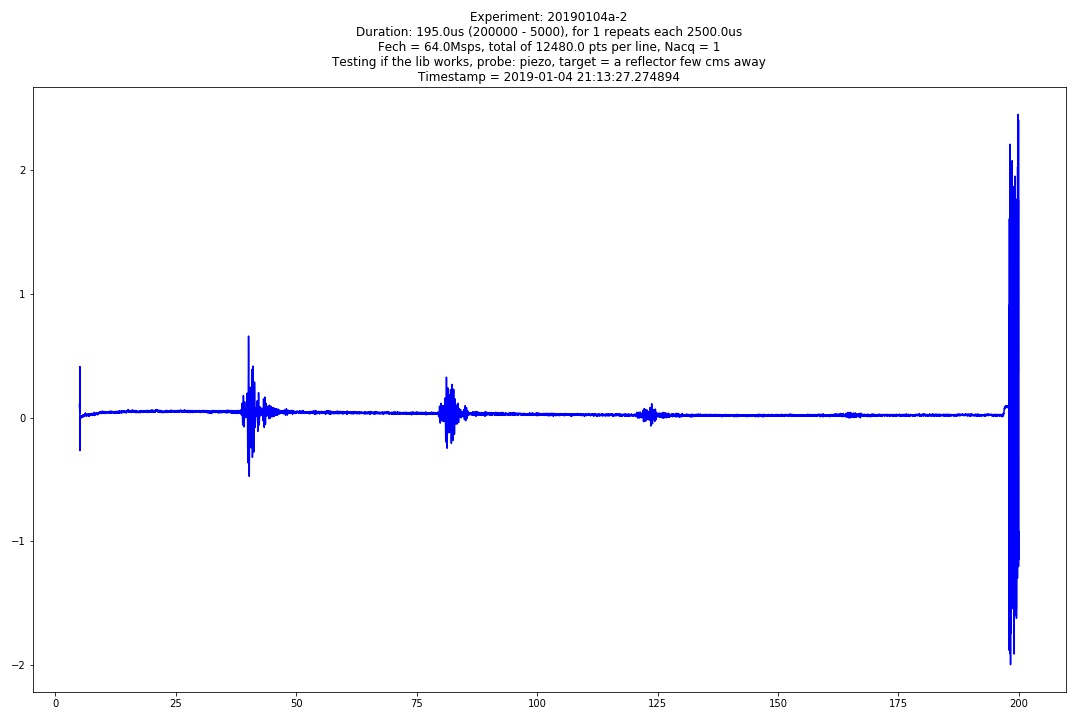 Experiment: 20190104a-2
Duration: 195.0us (200000 - 5000), for 1 repeats each 2500.0us
Fech = 64.0Msps, total of 12480.0 pts per line, Nacq = 1
Testing if the lib works, probe: piezo, target = a reflector few cms away
Timestamp = 2019-01-04 21:13:27.274894
2
1
0
−1
−2
0 25 50 75 100 125 150 175 200